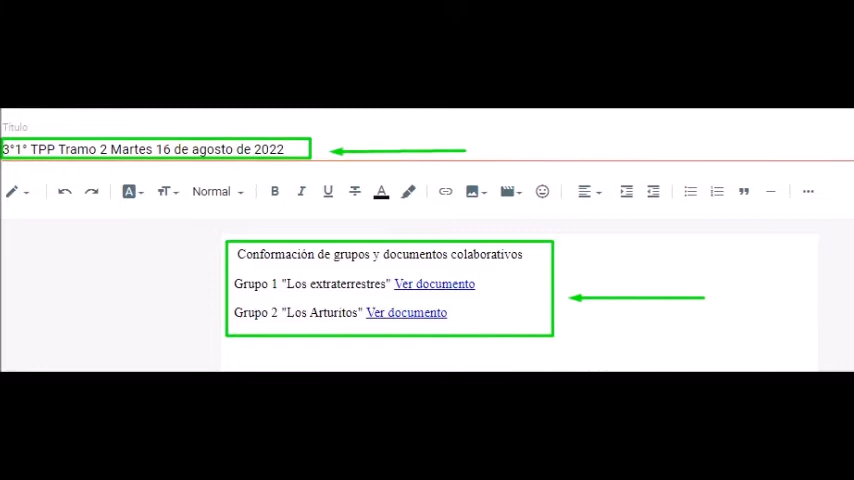 Título
3°1° TPP Tramo 2 Martes 16 de agosto de 2022
Normal B I U A
Conformación de grupos y documentos colaborativos
Grupo 1 "Los extraterrestres" Ver documento
Grupo 2 "Los Arturitos" Ver documento